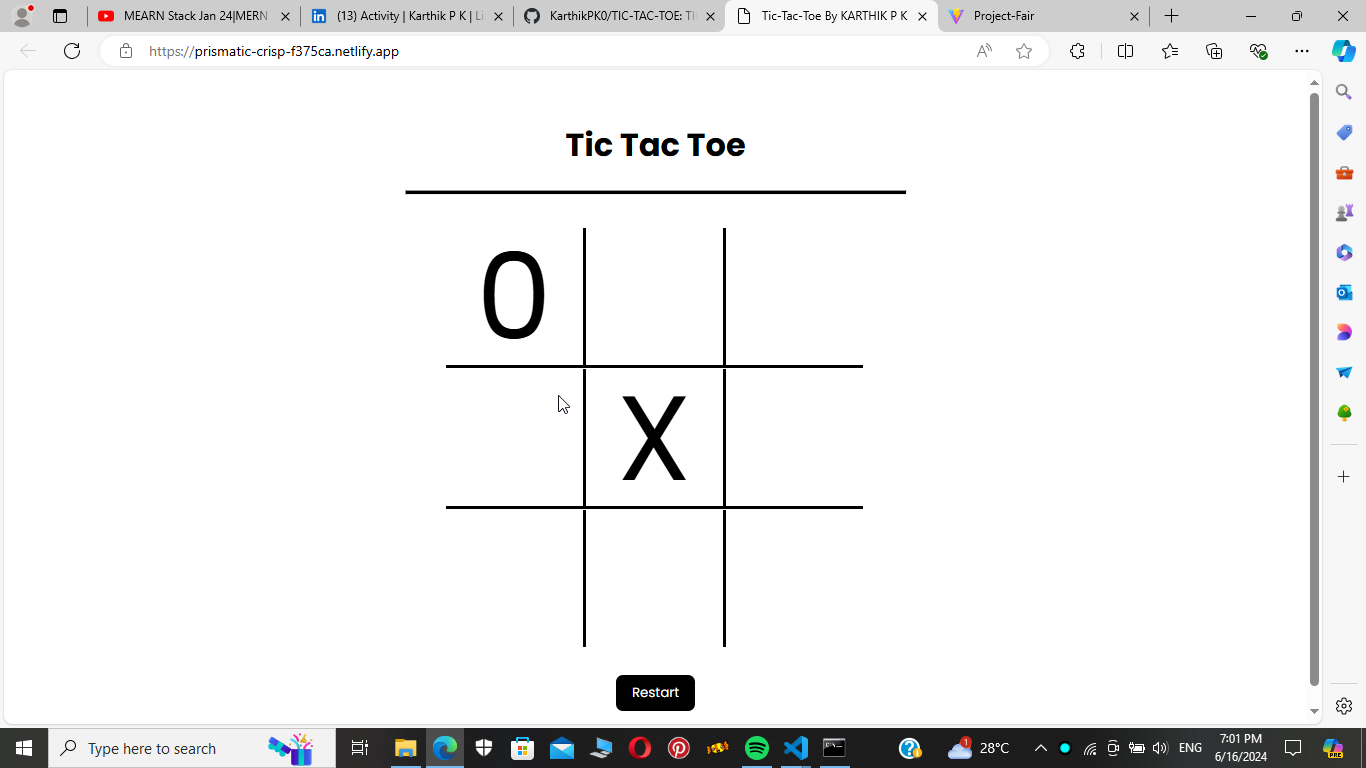 MEARN Stack Jan 24|MERN
(13) Activity | Karthik P K | Li
KarthikPK0/TIC-TAC-TOE: TI
Tic-Tac-Toe By KARTHIK P K
Project-Fair
https://prismatic-crisp-f375ca.netlify.app
Tic Tac Toe
O
X
Restart
Type here to search
28°C
1
ENG
7:01 PM
6/16/2024
PRE